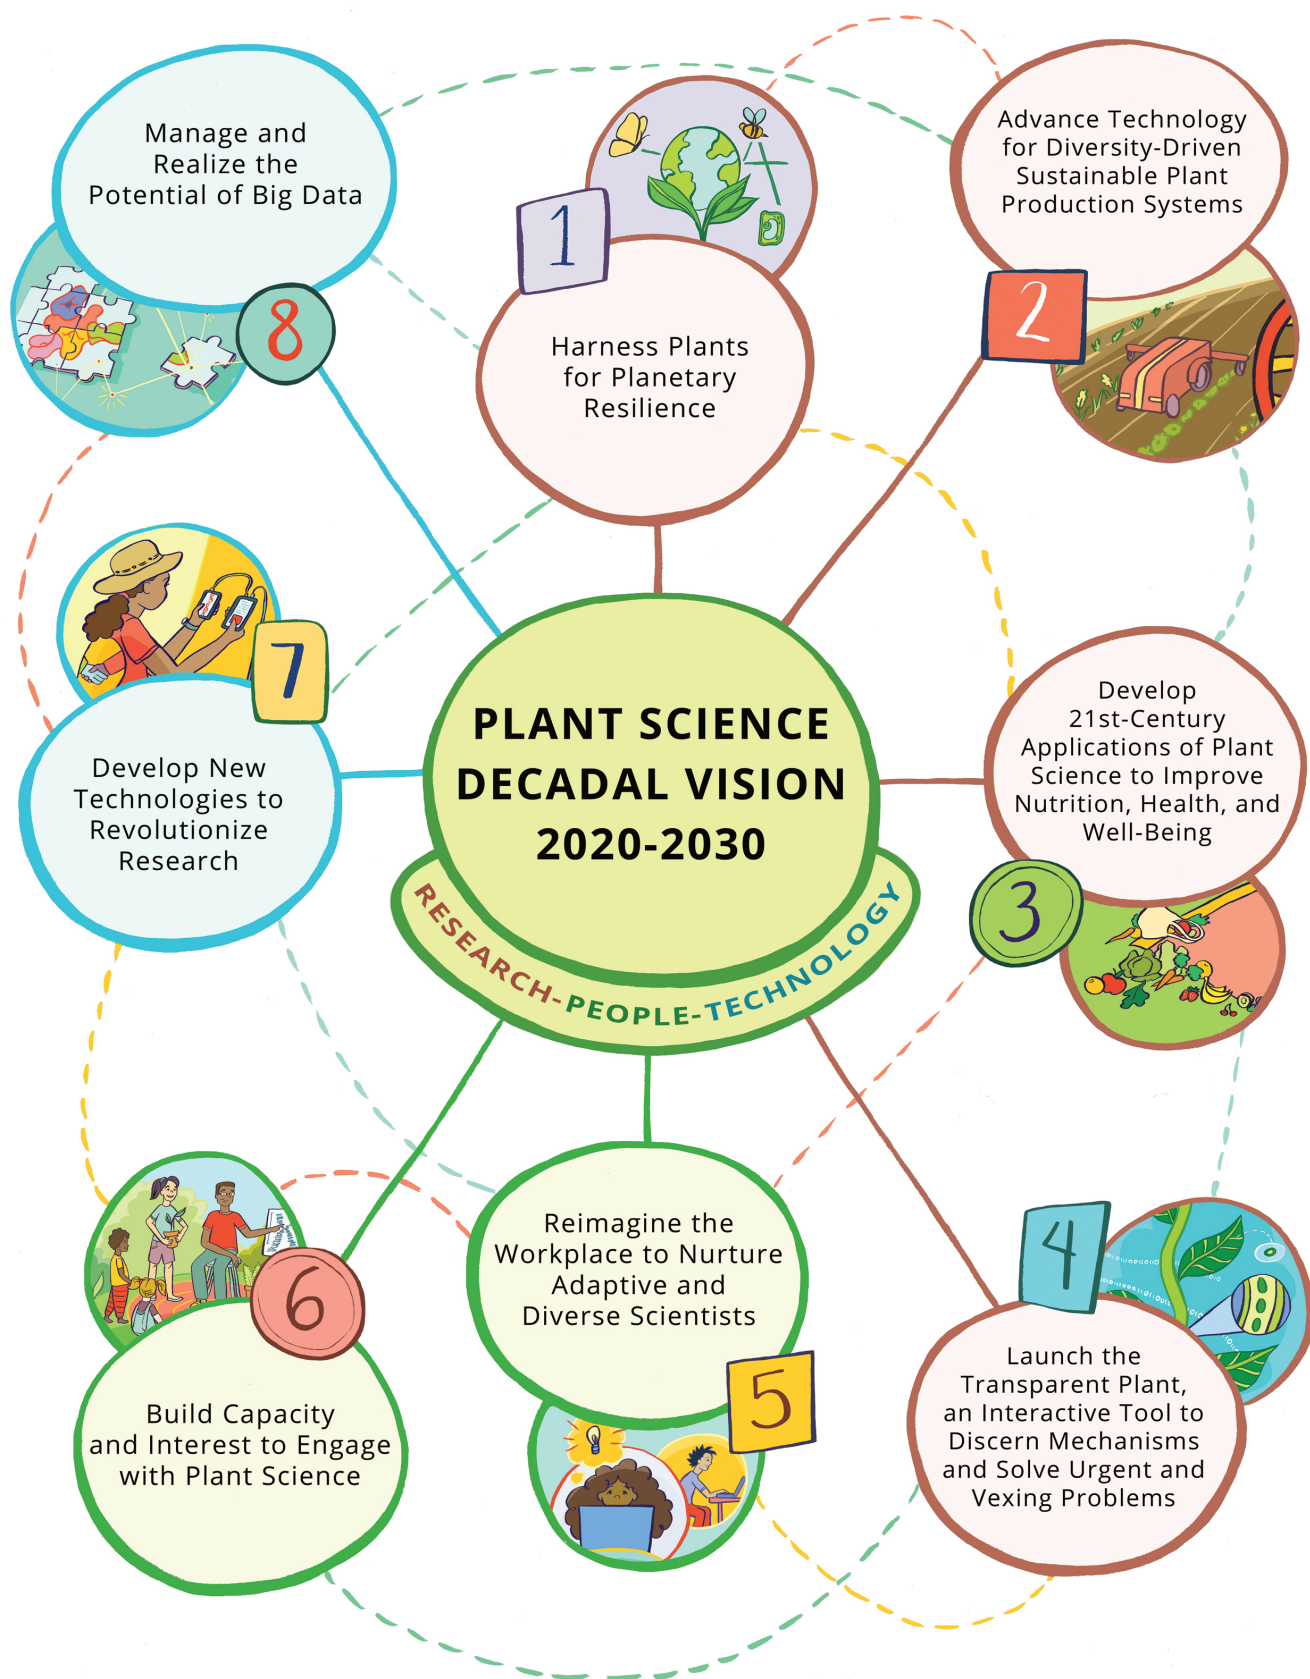 Manage and
Realize the
Potential of Big Data
8
1
Harness Plants
for Planetary
Resilience
Advance Technology
for Diversity-Driven
Sustainable Plant
Production Systems
2
7
Develop New
Technologies to
Revolutionize
Research
PLANT SCIENCE
DECADAL VISION
2020-2030
RESEARCH-PEOPLE-TECHNOLOGY
Develop
21st-Century
Applications of Plant
Science to Improve
Nutrition, Health, and
Well-Being
3
6
Build Capacity
and Interest to Engage
with Plant Science
Reimagine the
Workplace to Nurture
Adaptive and
Diverse Scientists
5
4
Launch the
Transparent Plant,
an Interactive Tool to
Discern Mechanisms
and Solve Urgent and
Vexing Problems